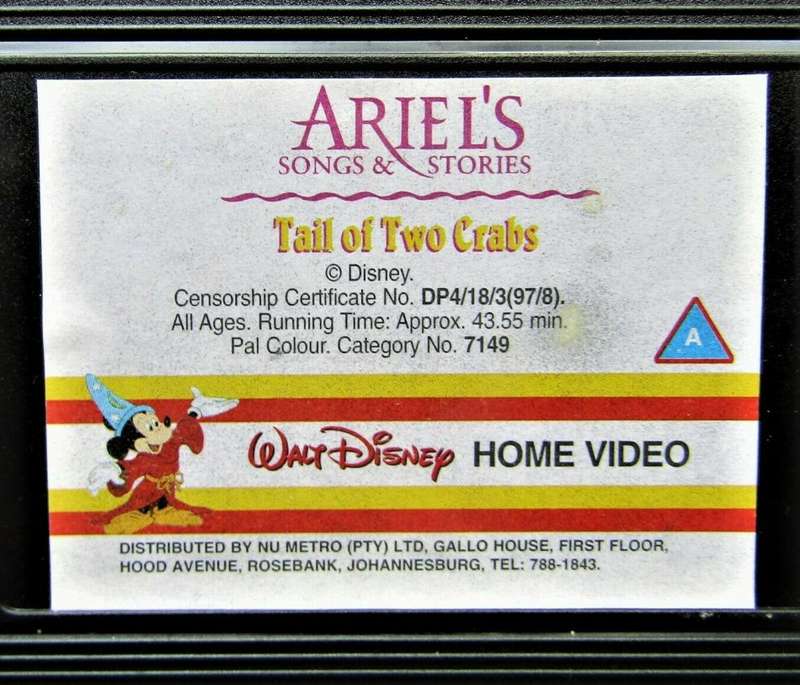 ARIEL'S
SONGS & STORIES
Tail of Two Crabs
© Disney.
Censorship Certificate No. DP4/18/3(97/8).
All Ages. Running Time: Approx. 43.55 min.
Pal Colour. Category No. 7149
A
WALT DISNEY HOME VIDEO
DISTRIBUTED BY NU METRO (PTY) LTD, GALLO HOUSE, FIRST FLOOR,
HOOD AVENUE, ROSEBANK, JOHANNESBURG, TEL: 788-1843.